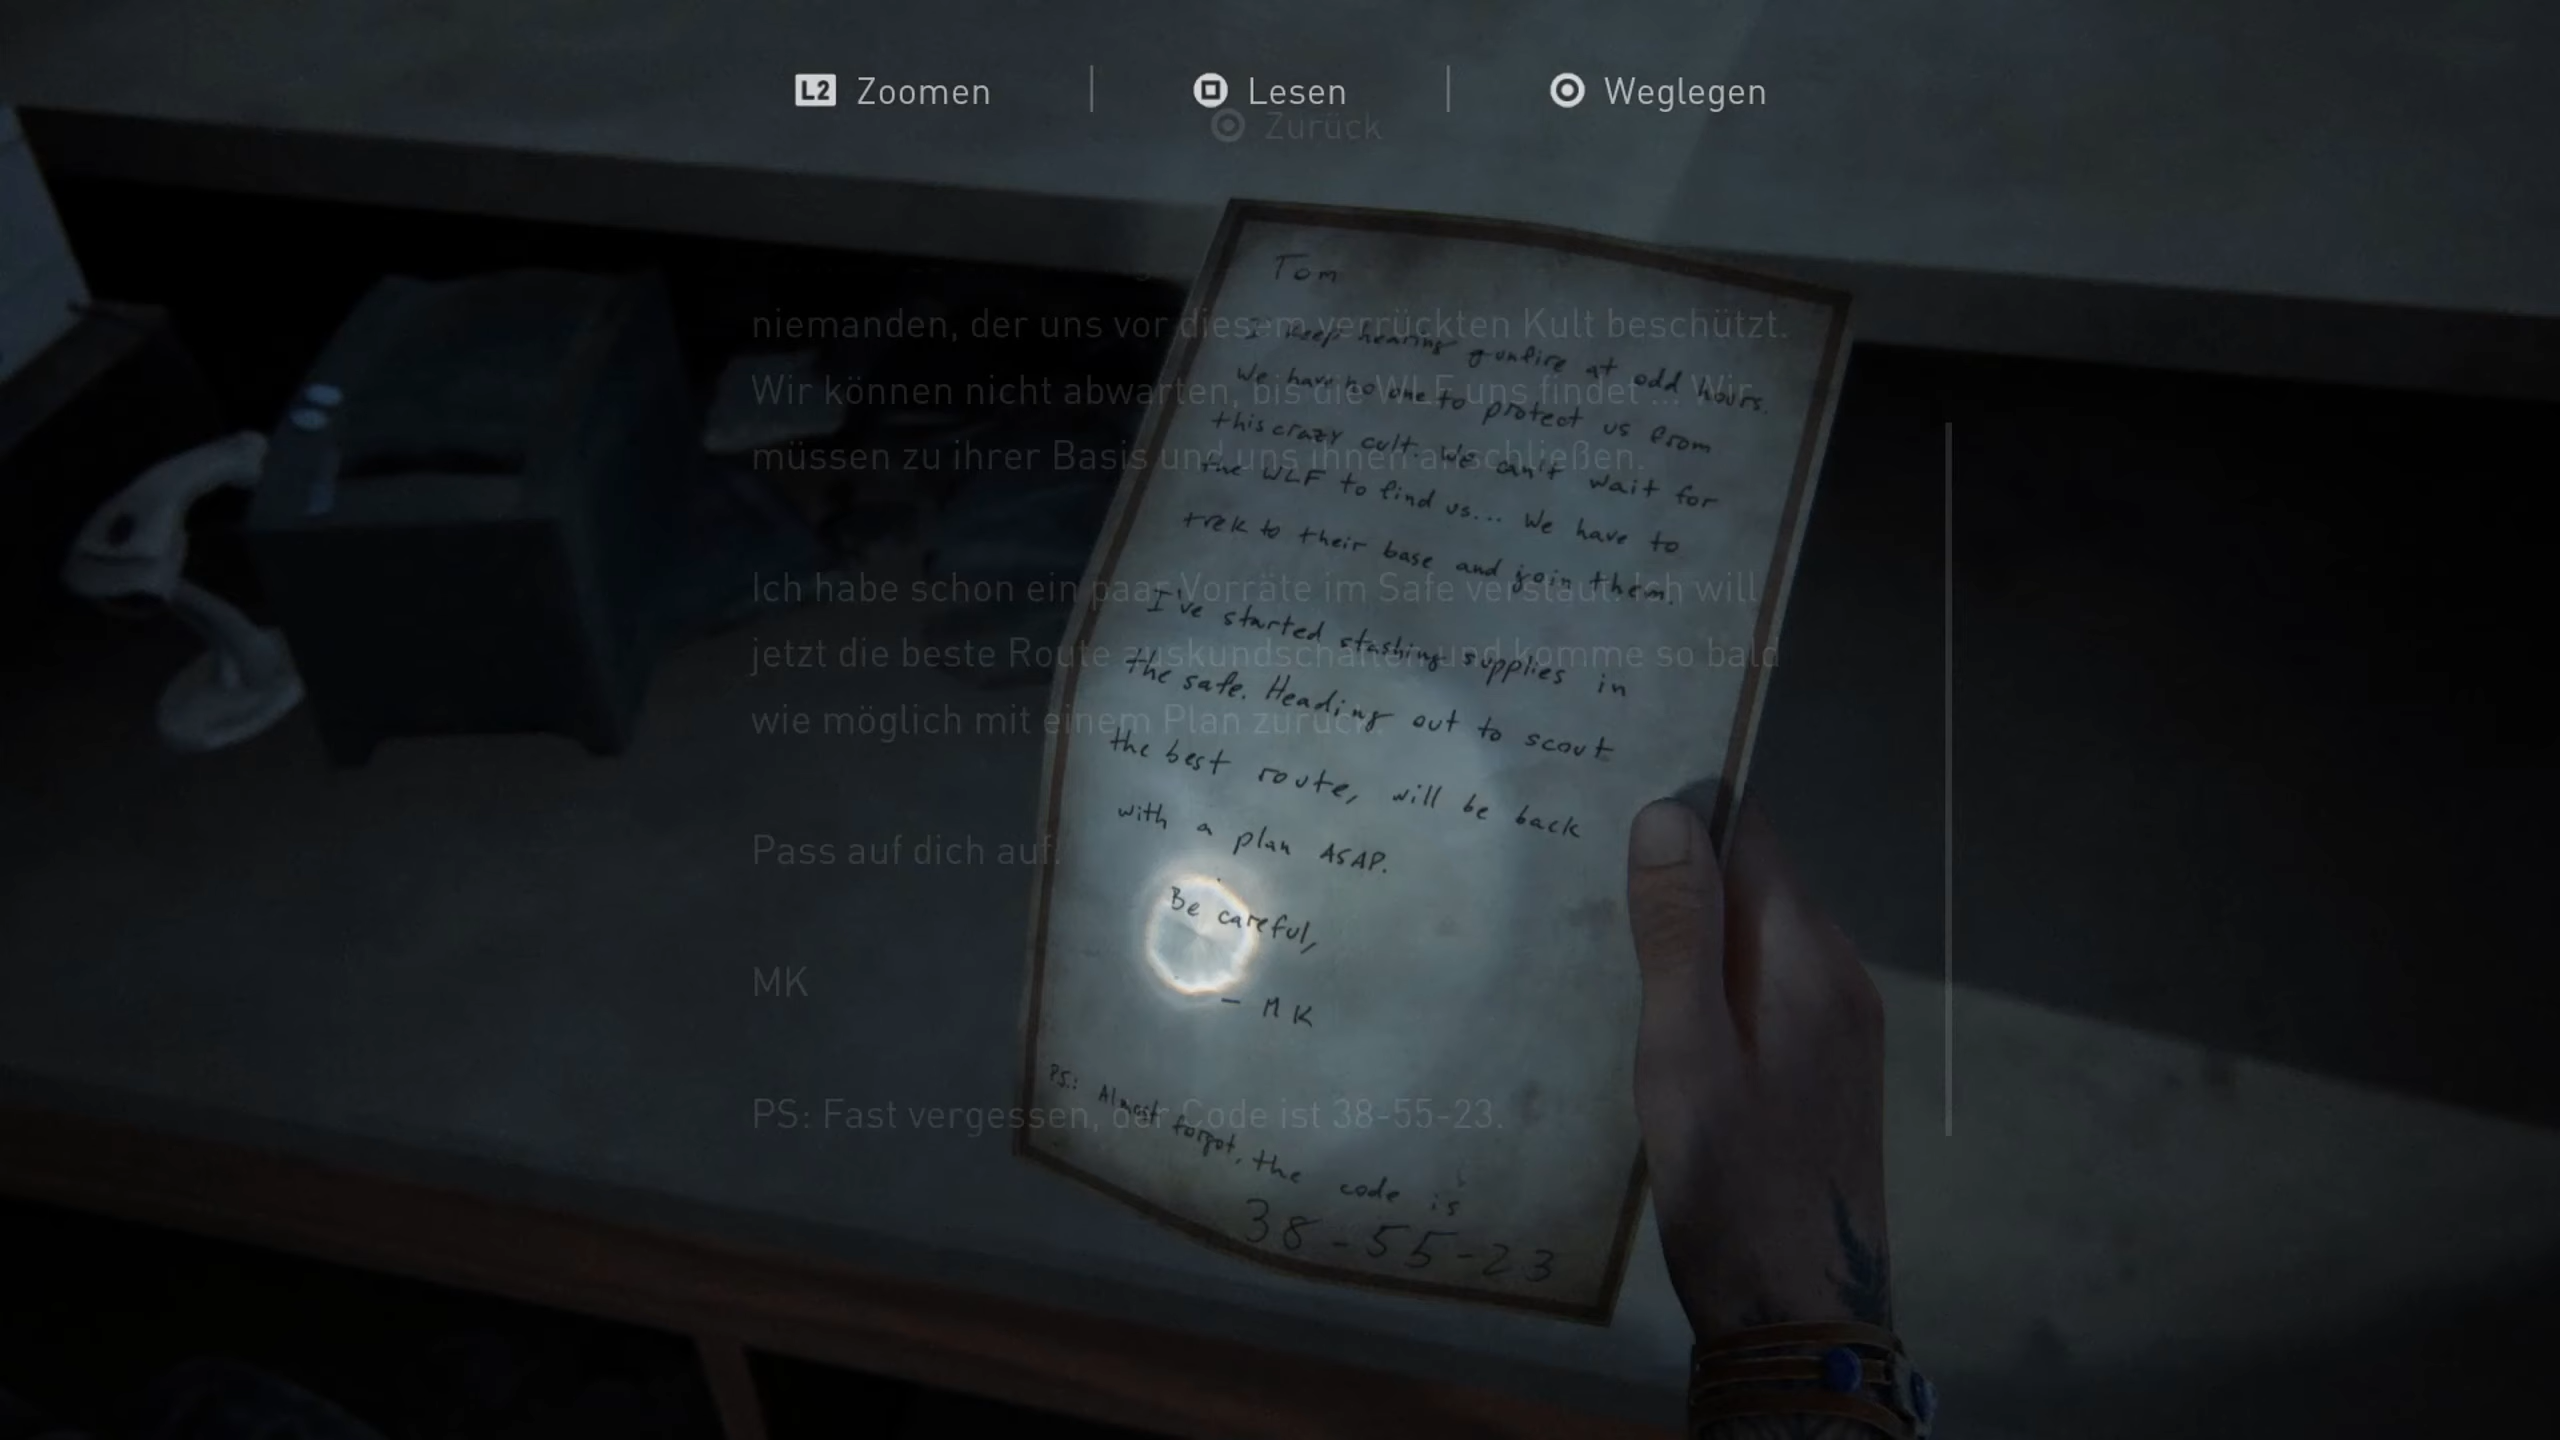 L2 Zoomen | Lesen | Weglegen
Zurück
Tom
I keep hearing gunfire at odd hours.
We have no one to protect us from
this crazy cult. We can't wait for
the WLF to find us... We have to
trek to their base and join them.
I've started stashing supplies in
the safe. Heading out to scout
the best route, will be back
with a plan ASAP.
Be careful,
— MK
PS.: Almost forgot, the code is
38-55-23
niemanden, der uns vor diesem verrückten Kult beschützt.
Wir können nicht abwarten, bis die WLF uns findet ... Wir
müssen zu ihrer Basis und uns ihnen anschließen.
Ich habe schon ein paar Vorräte im Safe verstaut. Ich will
jetzt die beste Route auskundschaften und komme so bald
wie möglich mit einem Plan zurück.
Pass auf dich auf.
MK
PS: Fast vergessen, der Code ist 38-55-23.